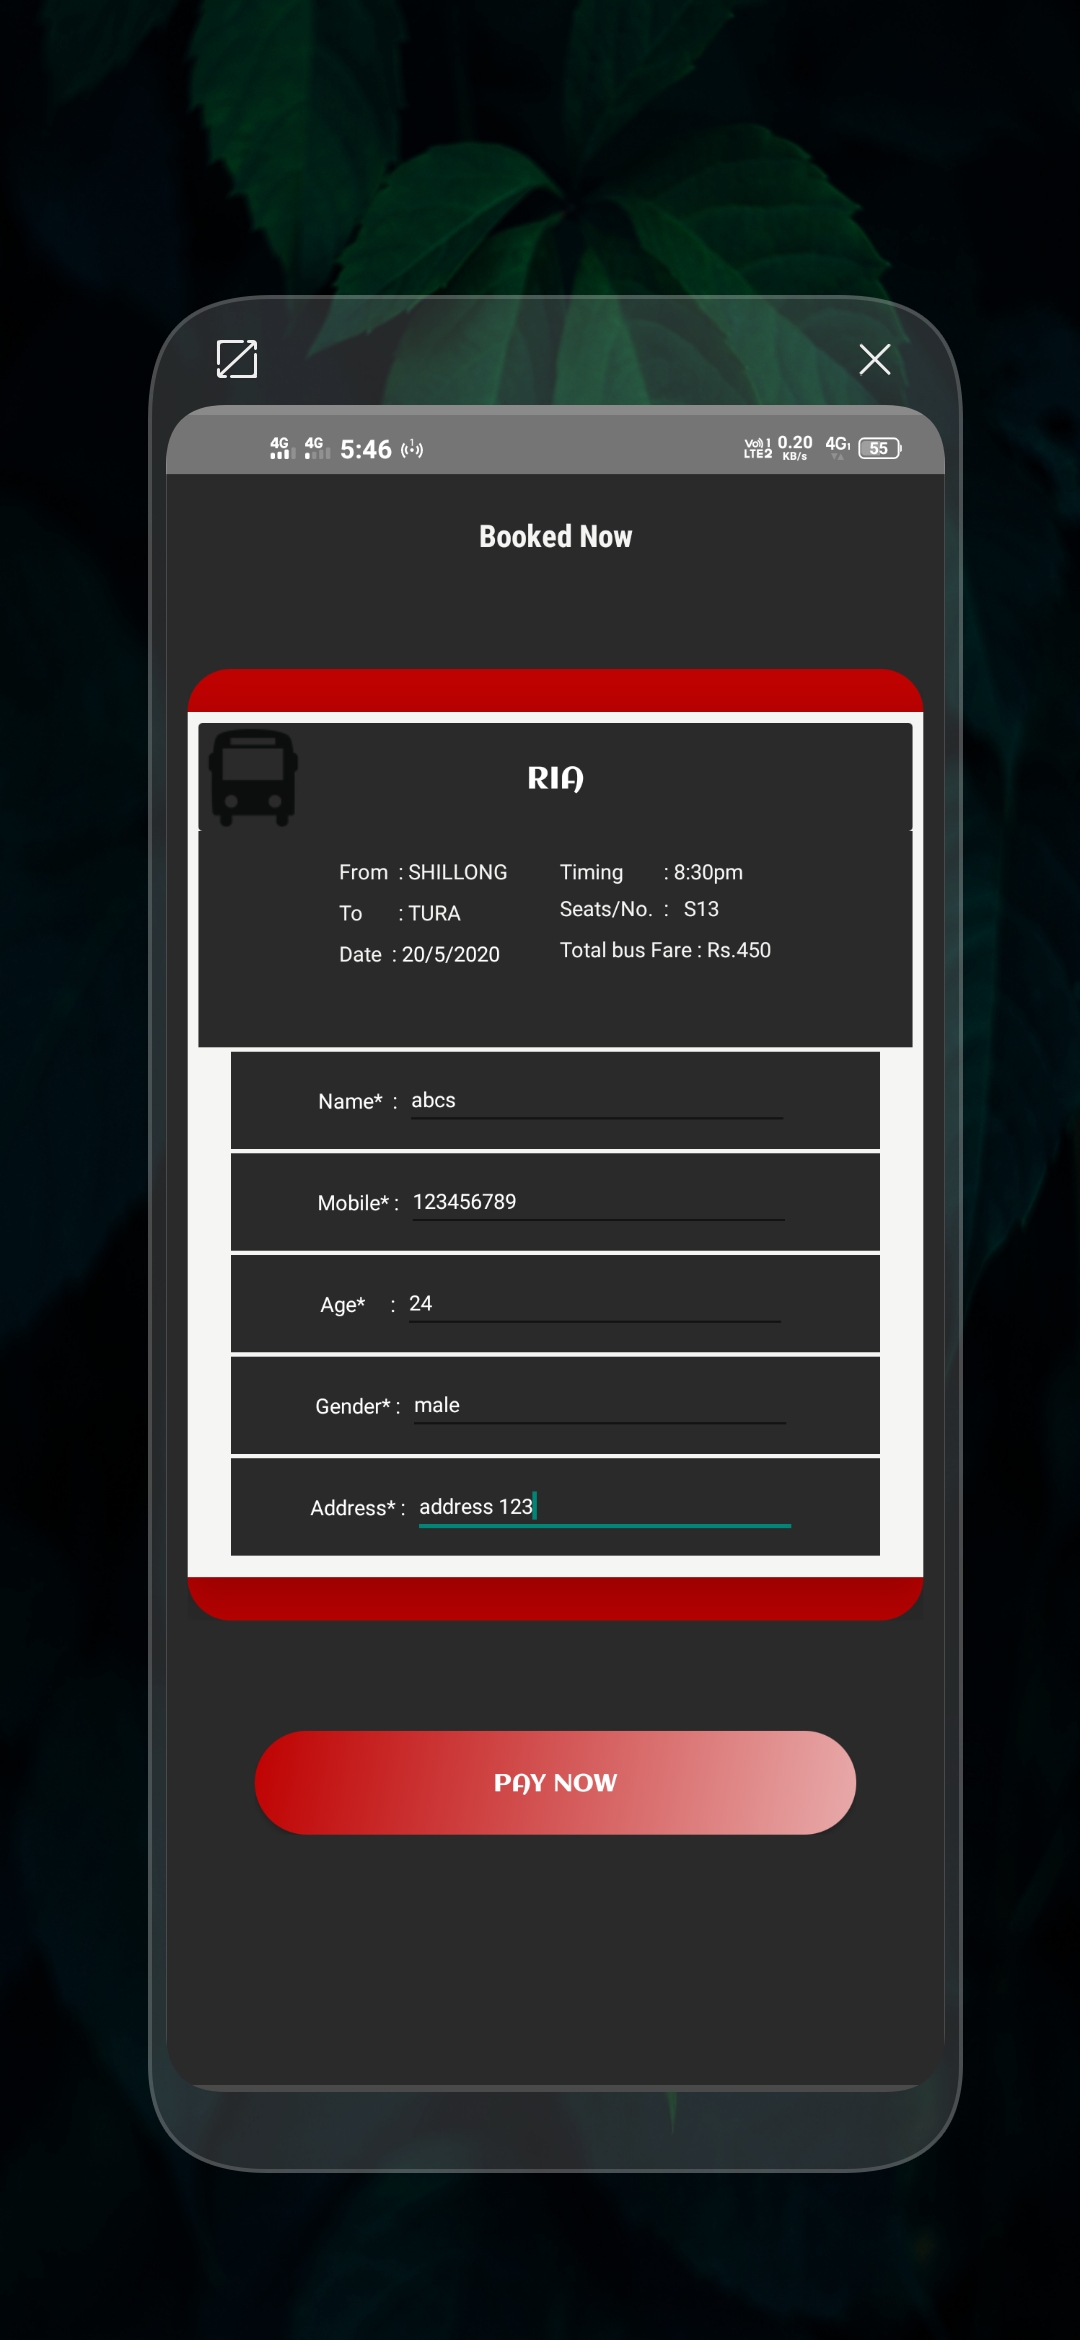 4G 4G 5:46 Vo) 1 LTE2 0.20 KB/s 4G1 55
Booked Now
RIA
From : SHILLONG Timing : 8:30pm
To : TURA Seats/No. : S13
Date : 20/5/2020 Total bus Fare : Rs.450
Name* : abcs
Mobile* : 123456789
Age* : 24
Gender* : male
Address* : address 123
PAY NOW